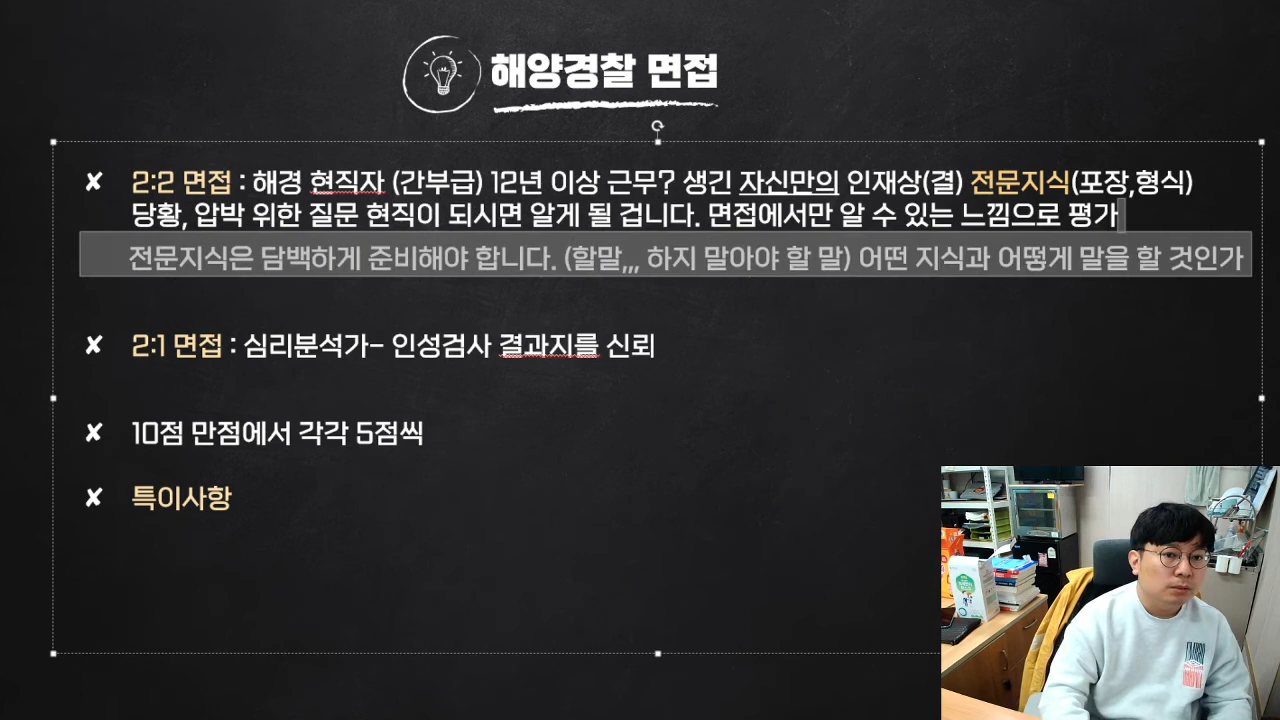 해양경찰 면접
✘ 2:2 면접 : 해경 현직자 (간부급) 12년 이상 근무? 생긴 자신만의 인재상(결) 전문지식(포장,형식)
당황, 압박 위한 질문 현직이 되시면 알게 될 겁니다. 면접에서만 알 수 있는 느낌으로 평가
전문지식은 담백하게 준비해야 합니다. (할말,,, 하지 말아야 할 말) 어떤 지식과 어떻게 말을 할 것인가
✘ 2:1 면접 : 심리분석가- 인성검사 결과지를 신뢰
✘ 10점 만점에서 각각 5점씩
✘ 특이사항